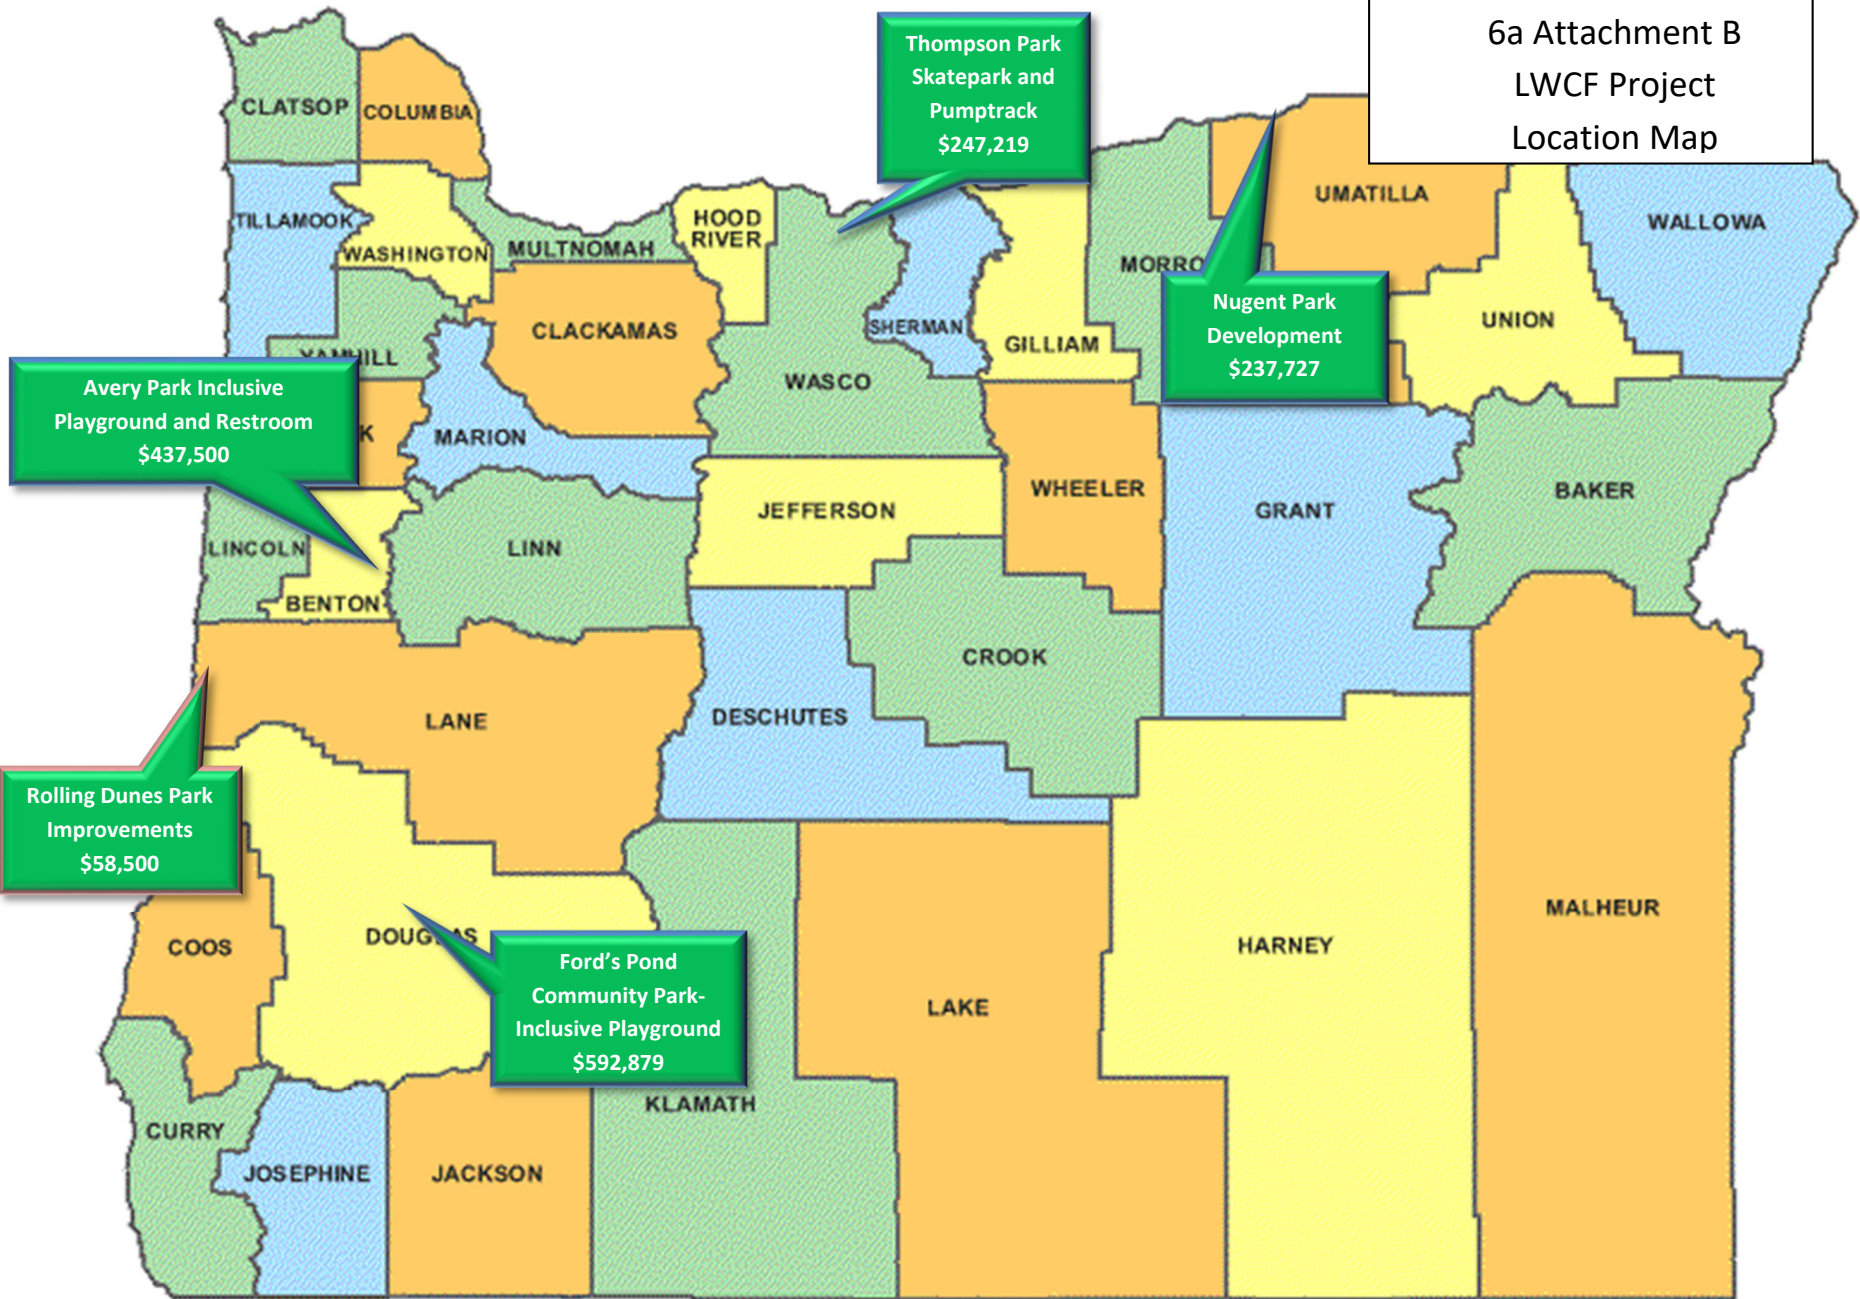 6a Attachment B
LWCF Project
Location Map
Thompson Park
Skatepark and
Pumptrack
$247,219
CLATSOP
COLUMBIA
TILLAMOOK
WASHINGTON
MULTNOMAH
HOOD
RIVER
MORRO
UMATILLA
WALLOWA
Nugent Park
Development
$237,727
UNION
YAMHILL
CLACKAMAS
SHERMAN
GILLIAM
WASCO
Avery Park Inclusive
Playground and Restroom
$437,500
K
MARION
WHEELER
BAKER
JEFFERSON
GRANT
LINCOLN
LINN
BENTON
CROOK
LANE
DESCHUTES
Rolling Dunes Park
Improvements
$58,500
COOS
DOUGLAS
Ford’s Pond
Community Park-
Inclusive Playground
$592,879
HARNEY
MALHEUR
LAKE
KLAMATH
CURRY
JOSEPHINE
JACKSON